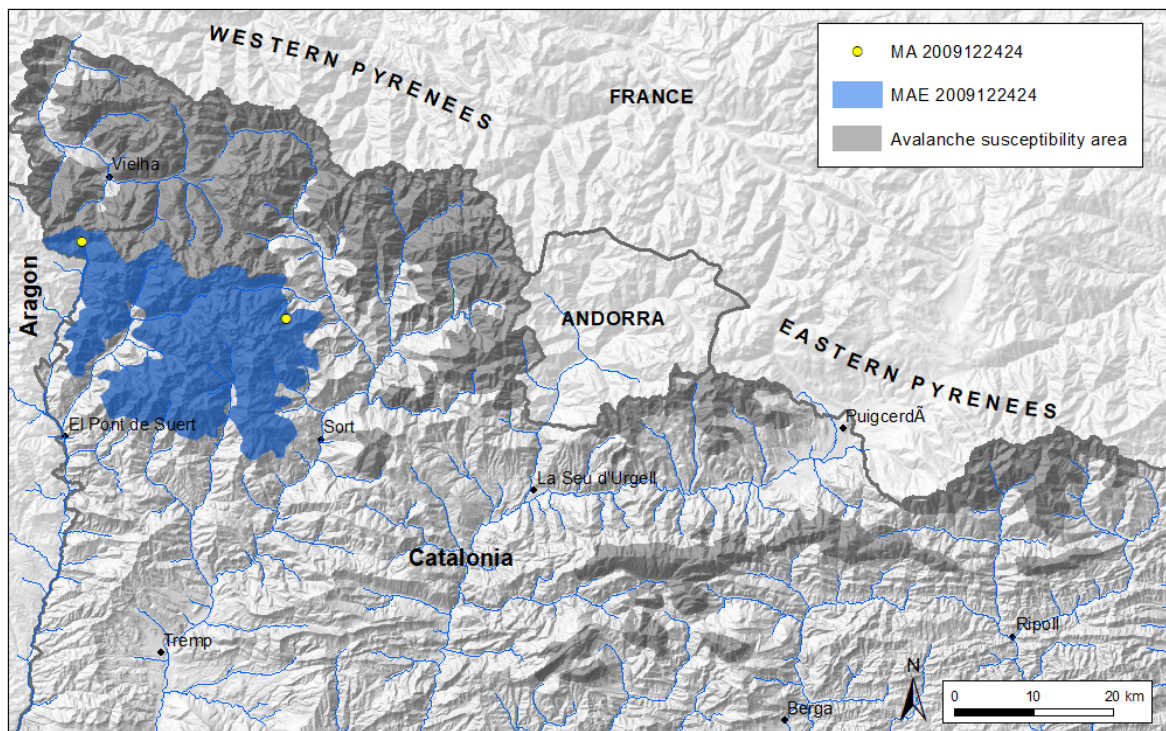 WESTERN PYRENEES
FRANCE
MA 2009122424
MAE 2009122424
Avalanche susceptibility area
Vielha
Aragon
ANDORRA
EASTERN PYRENEES
El Pont de Suert
Sort
PuigcerdÃ
La Seu d'Urgell
Catalonia
Tremp
Ripoll
Berga
N
0 10 20 km